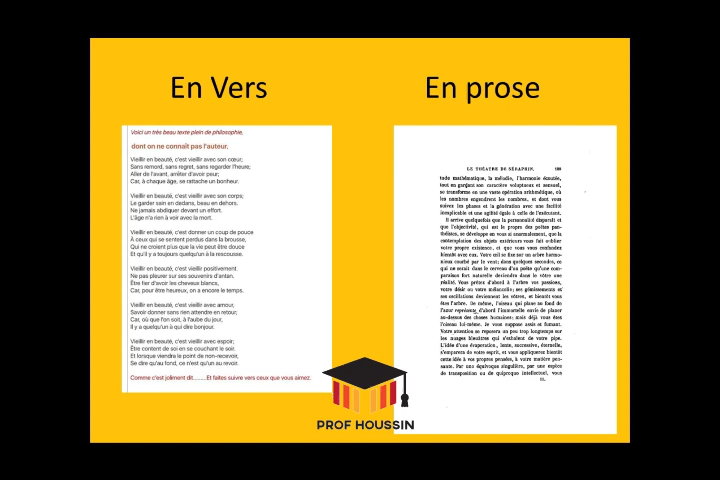 En Vers
Voici un très beau texte plein de philosophie,
dont on ne connaît pas l'auteur,
Vieillir en beauté, c'est vieillir avec son cœur,
Sans remord, sans regret, sans regarder l'heure;
Aller de l'avant, arrêter d'avoir peur;
Car, à chaque âge, se rattache un bonheur.
Vieillir en beauté, c'est vieillir avec son corps;
Le garder sain en dedans, beau en dehors.
Ne jamais abdiquer devant un effort.
L'âge n'a rien à voir avec la mort.
Vieillir en beauté, c'est donner un coup de pouce
À ceux qui se sentent perdus dans la brousse,
Qui ne croient plus que la vie peut être douce
Et qu'il y a toujours quelqu'un à la rescousse.
Vieillir en beauté, c'est vieillir positivement.
Ne pas pleurer sur ses souvenirs d'antan.
Être fier d'avoir les cheveux blancs,
Car, pour être heureux, on a encore le temps.
Vieillir en beauté, c'est vieillir avec amour,
Savoir donner sans rien attendre en retour,
Car, où que l'on soit, à l'aube du jour,
Il y a quelqu'un à qui dire bonjour.
Vieillir en beauté, c'est vieillir avec espoir;
Être content de soi en se couchant le soir.
Et lorsque viendra le point de non-recevoir,
Se dire qu'au fond, ce n'est qu'un au revoir.
Comme c'est joliment dit........Et faites suivre vers ceux que vous aimez.
En prose
LE THÉATRE DE SÉRAPHIN.
tude mathématique, la mélodie, l'harmonie écoutée,
tout en gardant son caractère voluptueux et sensuel,
se transforme en une vaste opération arithmétique, où
les nombres engendrent les nombres, et dont vous
suivez les phases et la génération avec une facilité
inexplicable et une agilité égale à celle de l'exécutant.
Il arrive quelquefois que la personnalité disparaît et
que l'objectivité, qui est le propre des poëtes pan-
théistes, se développe en vous si anormalement, que la
contemplation des objets extérieurs vous fait oublier
votre propre existence, et que vous vous confondez
bientôt avec eux. Votre œil se fixe sur un arbre harmo-
nieux courbé par le vent; dans quelques secondes, ce
qui ne serait dans le cerveau d'un poëte qu'une com-
paraison fort naturelle deviendra dans le vôtre une
réalité. Vous prêtez d'abord à l'arbre vos passions,
votre désir ou votre mélancolie; ses gémissements et
ses oscillations deviennent les vôtres, et bientôt vous
êtes l'arbre. De même, l'oiseau qui plane au fond de
l'azur représente d'abord l'immortelle envie de planer
au-dessus des choses humaines; mais déjà vous êtes
l'oiseau lui-même. Je vous suppose assis et fumant.
Votre attention se reposera un peu trop longtemps sur
les nuages bleuâtres qui s'exhalent de votre pipe.
L'idée d'une évaporation, lente, successive, éternelle,
s'emparera de votre esprit, et vous appliquerez bientôt
cette idée à vos propres pensées, à votre matière pen-
sante. Par une équivoque singulière, par une espèce
de transposition ou de quiproquo intellectuel, vous
PROF HOUSSIN